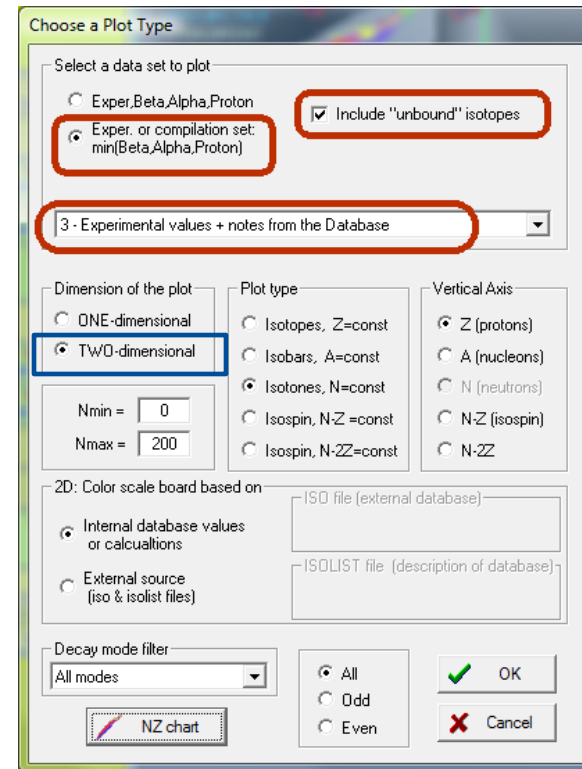 Choose a Plot Type
Select a data set to plot
Exper,Beta,Alpha,Proton
Exper. or compilation set:
min(Beta,Alpha,Proton)
Include "unbound" isotopes
3 - Experimental values + notes from the Database
Dimension of the plot
ONE-dimensional
TWO-dimensional
Nmin = 0
Nmax = 200
Plot type
Isotopes, Z=const
Isobars, A=const
Isotones, N=const
Isospin, N-Z =const
Isospin, N-2Z=const
Vertical Axis
Z (protons)
A (nucleons)
N (neutrons)
N-Z (isospin)
N-2Z
2D: Color scale board based on
Internal database values
or calcualtions
External source
(iso & isolist files)
ISO file (external database)
ISOLIST file (description of database)
Decay mode filter
All modes
NZ chart
All
Odd
Even
OK
Cancel